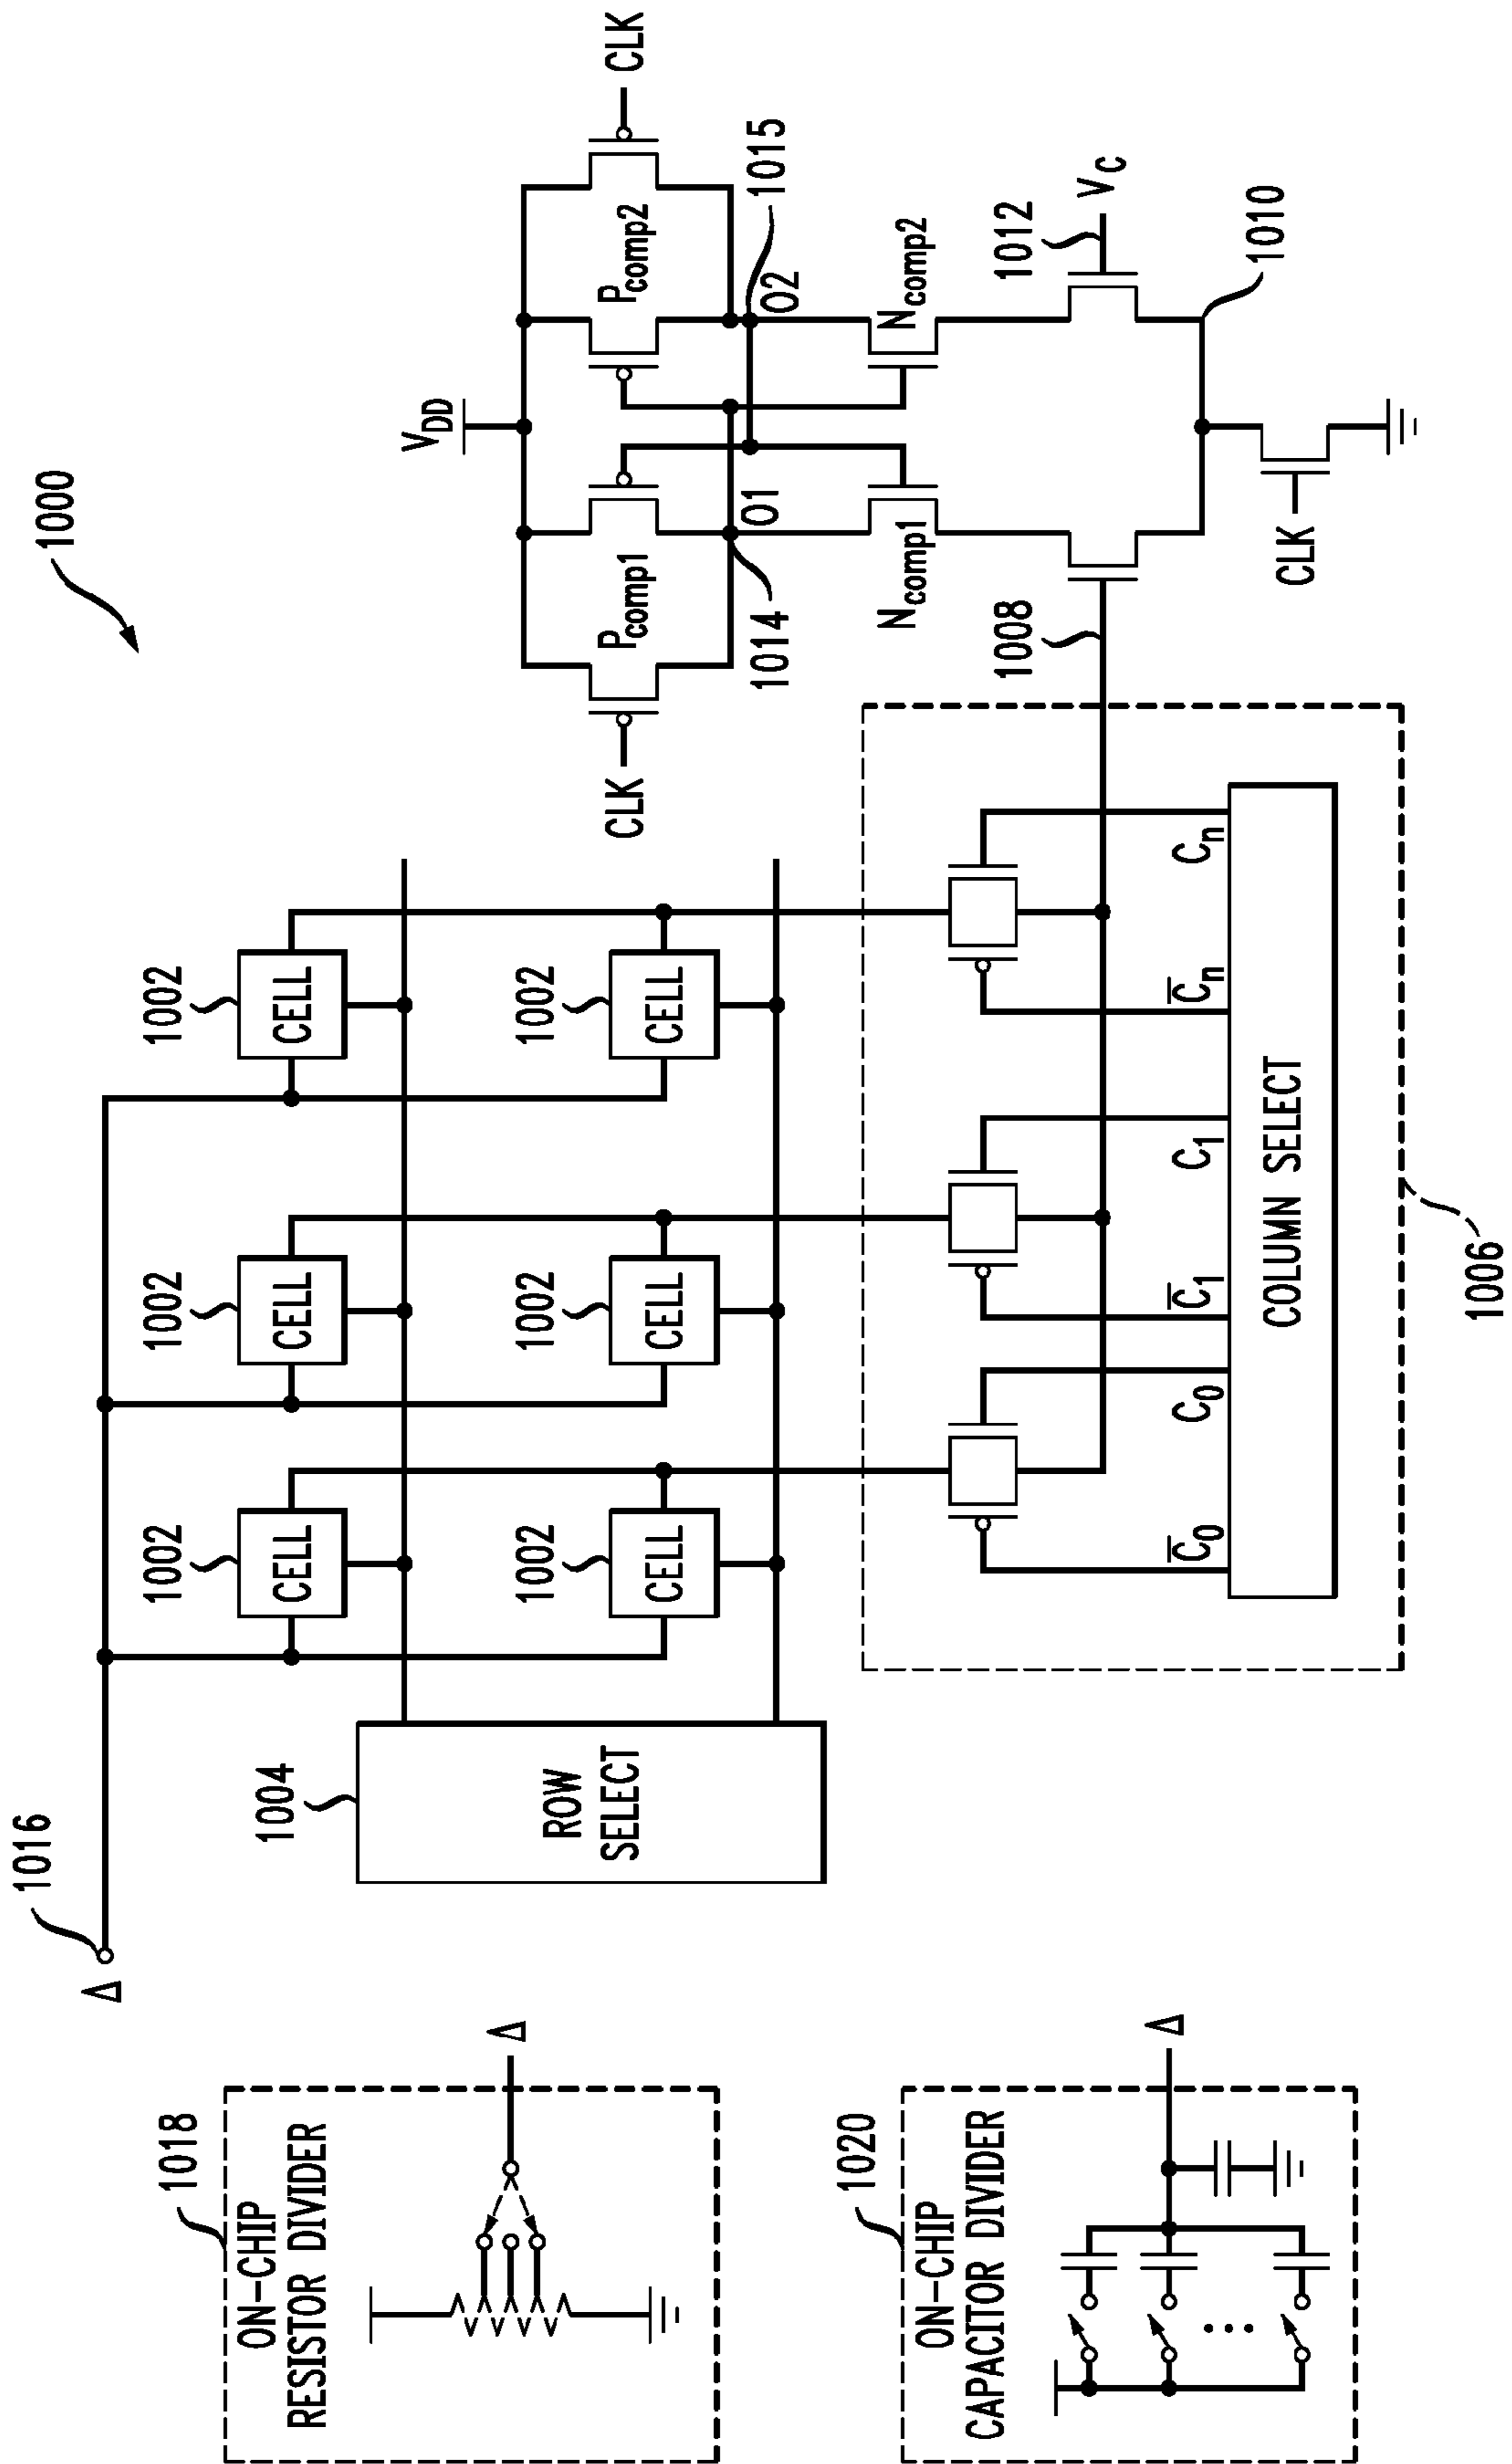 1000
1016
Δ
1004
ROW
SELECT
1002
CELL
1002
CELL
1002
CELL
1002
CELL
1002
CELL
1002
CELL
V_DD
CLK
P_comp1
P_comp2
CLK
1014
O1
O2
1015
N_comp1
N_comp2
1008
1012
V_C
1010
CLK
C̅_0
C_0
C̅_1
C_1
C̅_n
C_n
COLUMN SELECT
1006
1018
ON-CHIP
RESISTOR DIVIDER
Δ
1020
ON-CHIP
CAPACITOR DIVIDER
Δ